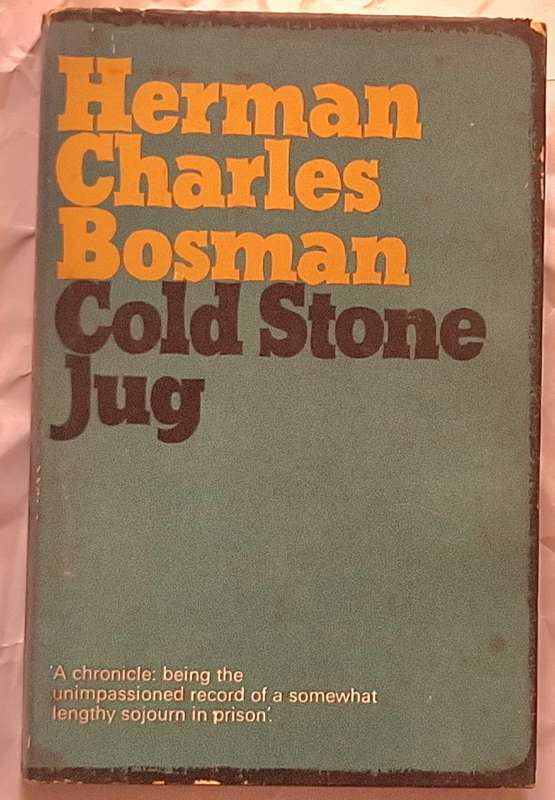 Herman
Charles
Bosman
Cold Stone
Jug
'A chronicle: being the
unimpassioned record of a somewhat
lengthy sojourn in prison'.